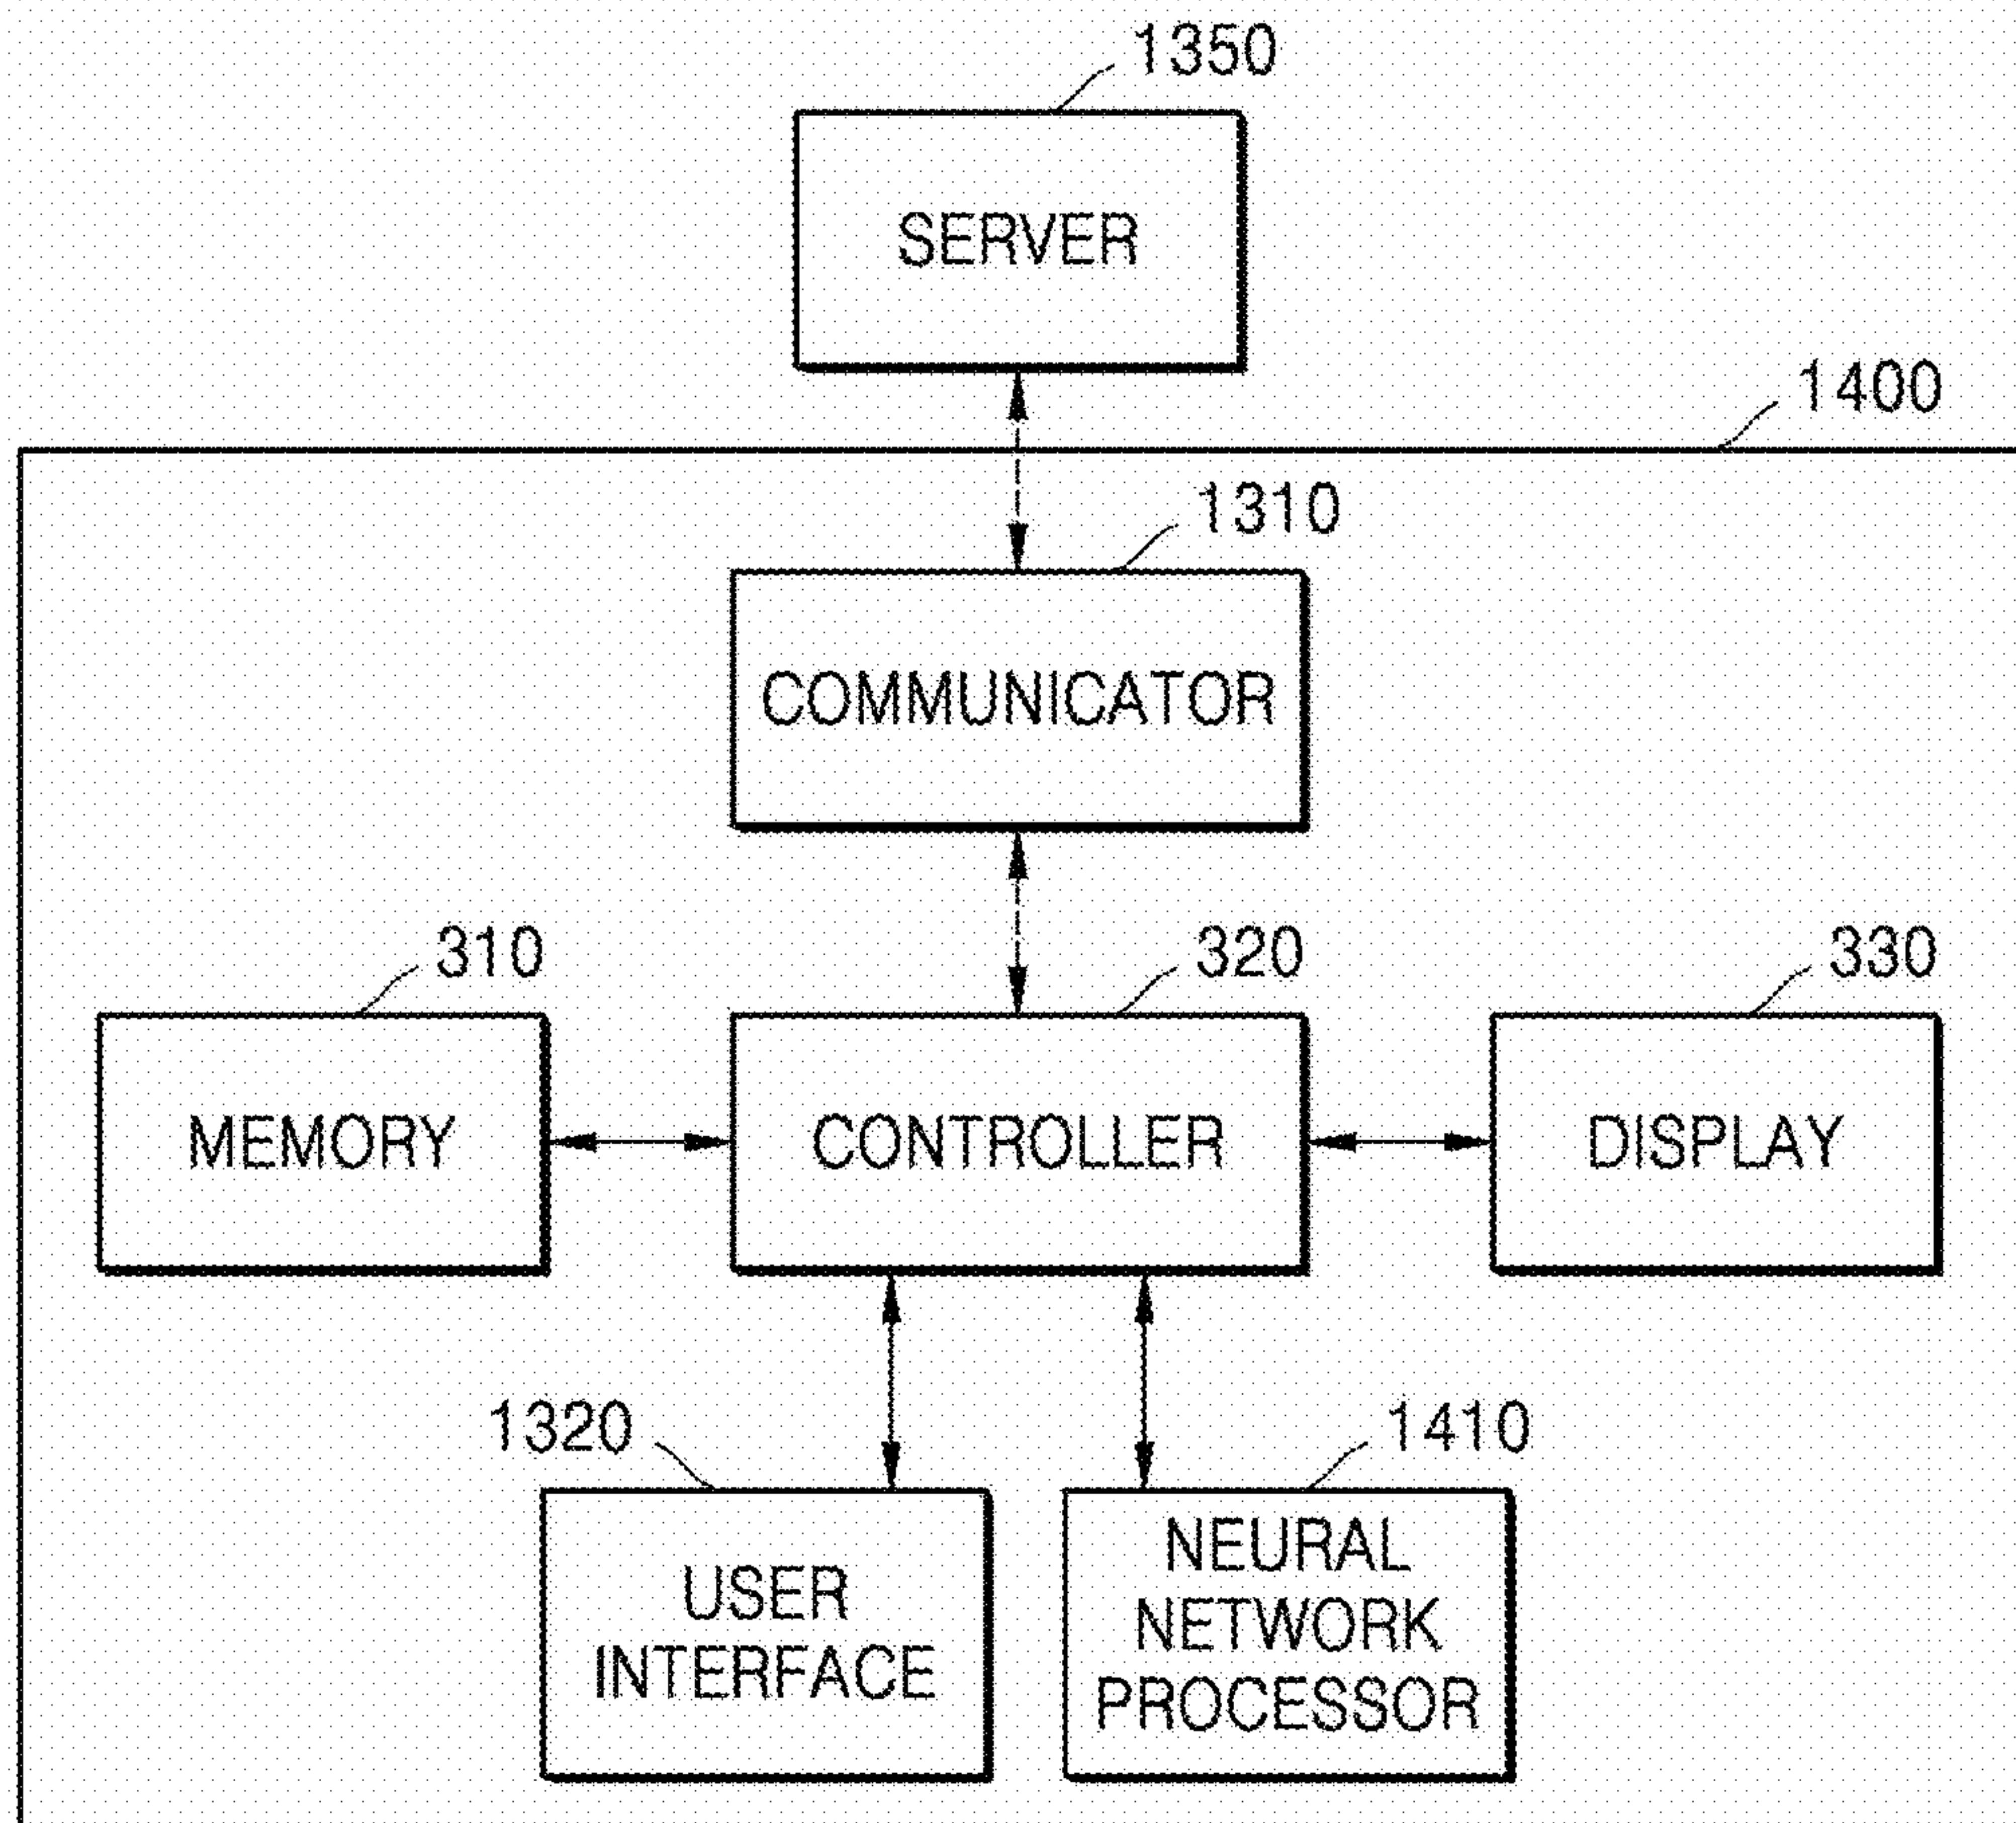 1350
SERVER
1400
1310
COMMUNICATOR
310
320
330
MEMORY
CONTROLLER
DISPLAY
1320
1410
USER
INTERFACE
NEURAL
NETWORK
PROCESSOR